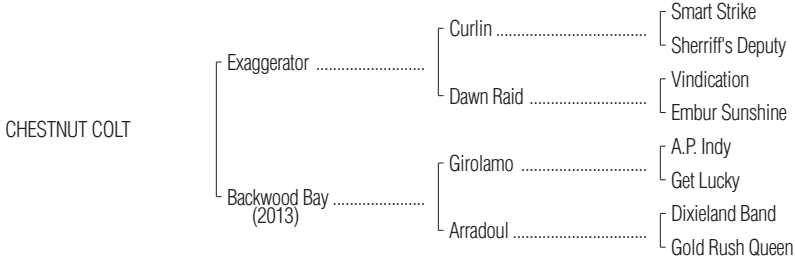 Smart Strike
Curlin ..............................................
Sherriff's Deputy
Exaggerator .................................
Vindication
Dawn Raid ....................................
Embur Sunshine
CHESTNUT COLT
A.P. Indy
Girolamo ......................................
Get Lucky
Backwood Bay ............................
(2013)
Dixieland Band
Arradoul .........................................
Gold Rush Queen